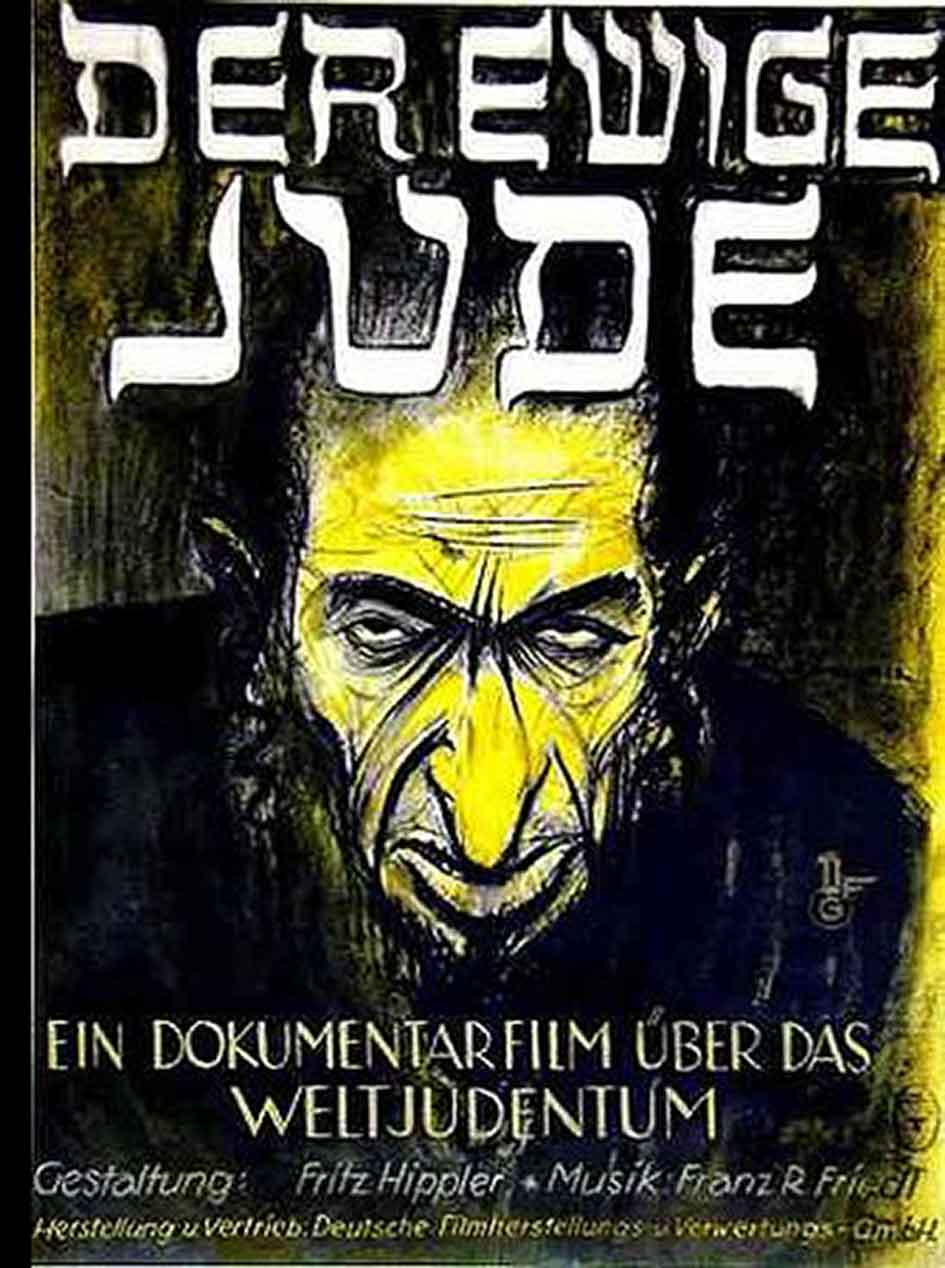 DER EWIGE
JUDE
EIN DOKUMENTARFILM ÜBER DAS
WELTJUDENTUM
Gestaltung: Fritz Hippler • Musik: Franz R. Friedl
Herstellung u. Vertrieb: Deutsche Filmherstellungs- u. Verwertungs-GmbH.